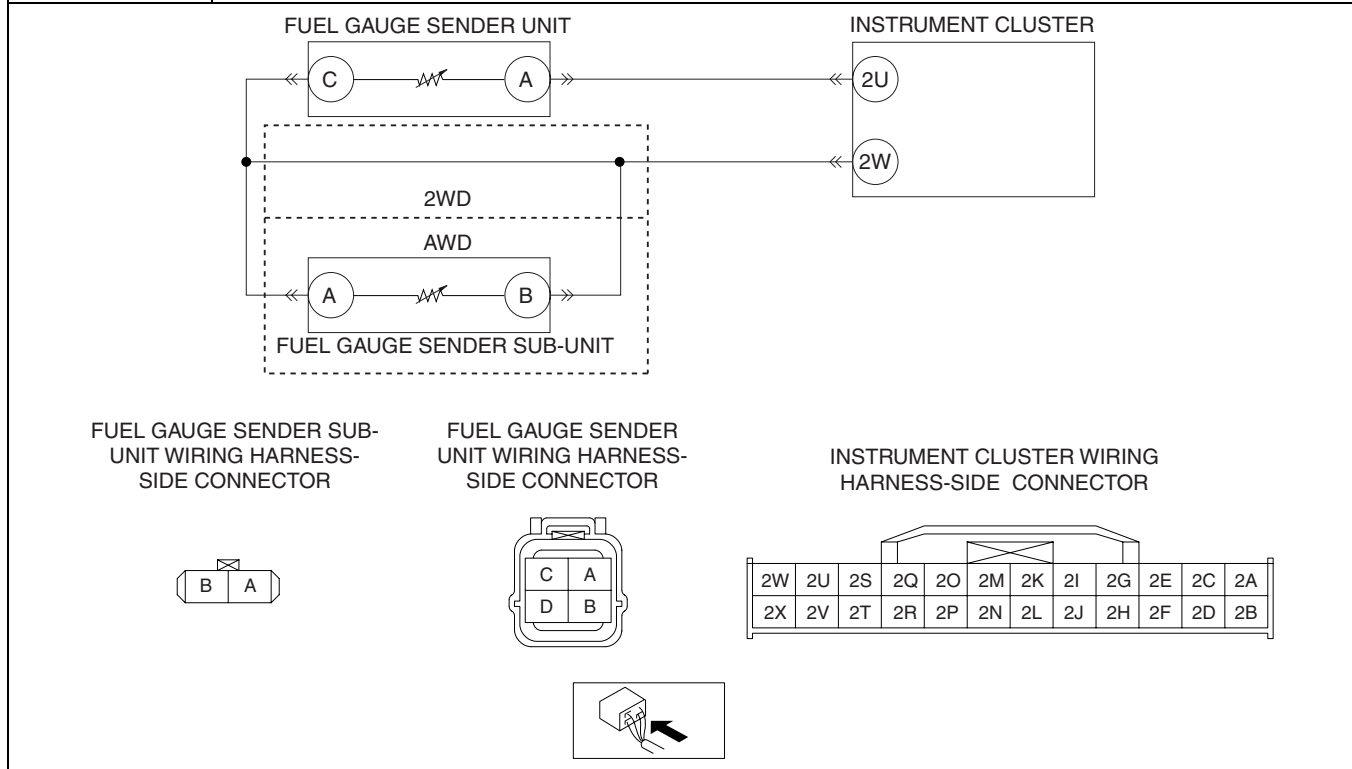 FUEL GAUGE SENDER UNIT
INSTRUMENT CLUSTER
C
A
2U
2W
2WD
AWD
A
B
FUEL GAUGE SENDER SUB-UNIT
FUEL GAUGE SENDER SUB-
UNIT WIRING HARNESS-
SIDE CONNECTOR
B A
FUEL GAUGE SENDER
UNIT WIRING HARNESS-
SIDE CONNECTOR
C A
D B
INSTRUMENT CLUSTER WIRING
HARNESS-SIDE CONNECTOR
2W 2U 2S 2Q 2O 2M 2K 2I 2G 2E 2C 2A
2X 2V 2T 2R 2P 2N 2L 2J 2H 2F 2D 2B